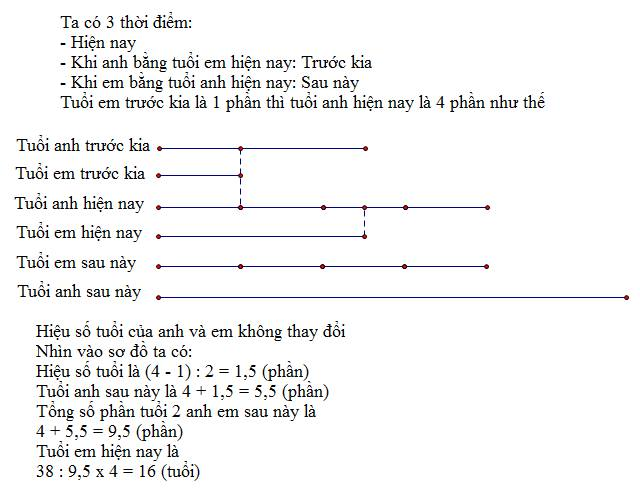 Ta có 3 thời điểm:
- Hiện nay
- Khi anh bằng tuổi em hiện nay: Trước kia
- Khi em bằng tuổi anh hiện nay: Sau này
Tuổi em trước kia là 1 phần thì tuổi anh hiện nay là 4 phần như thế
Tuổi anh trước kia
Tuổi em trước kia
Tuổi anh hiện nay
Tuổi em hiện nay
Tuổi em sau này
Tuổi anh sau này
Hiệu số tuổi của anh và em không thay đổi
Nhìn vào sơ đồ ta có:
Hiệu số tuổi là (4 - 1) : 2 = 1,5 (phần)
Tuổi anh sau này là 4 + 1,5 = 5,5 (phần)
Tổng số phần tuổi 2 anh em sau này là
4 + 5,5 = 9,5 (phần)
Tuổi em hiện nay là
38 : 9,5 x 4 = 16 (tuổi)